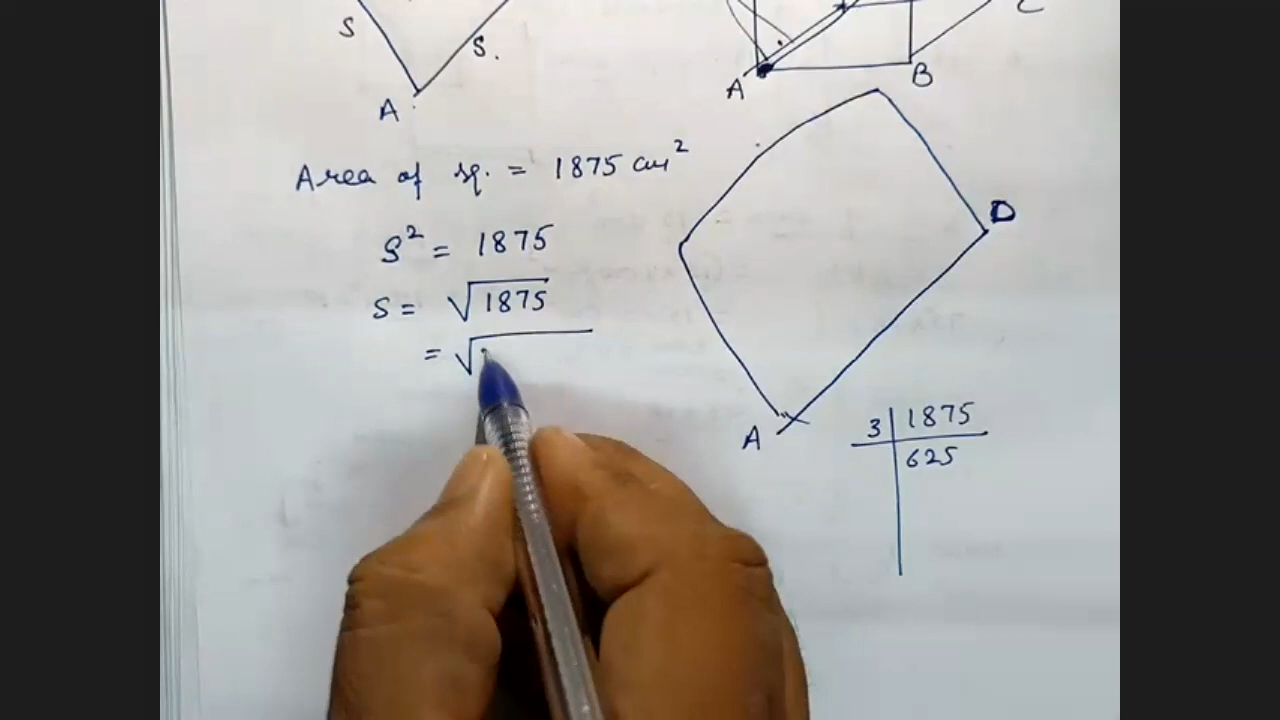 S
S.
A
A
B
C
Area of sq. = 1875 cm²
S² = 1875
S = √1875
= √
D
A
3 | 1875
625